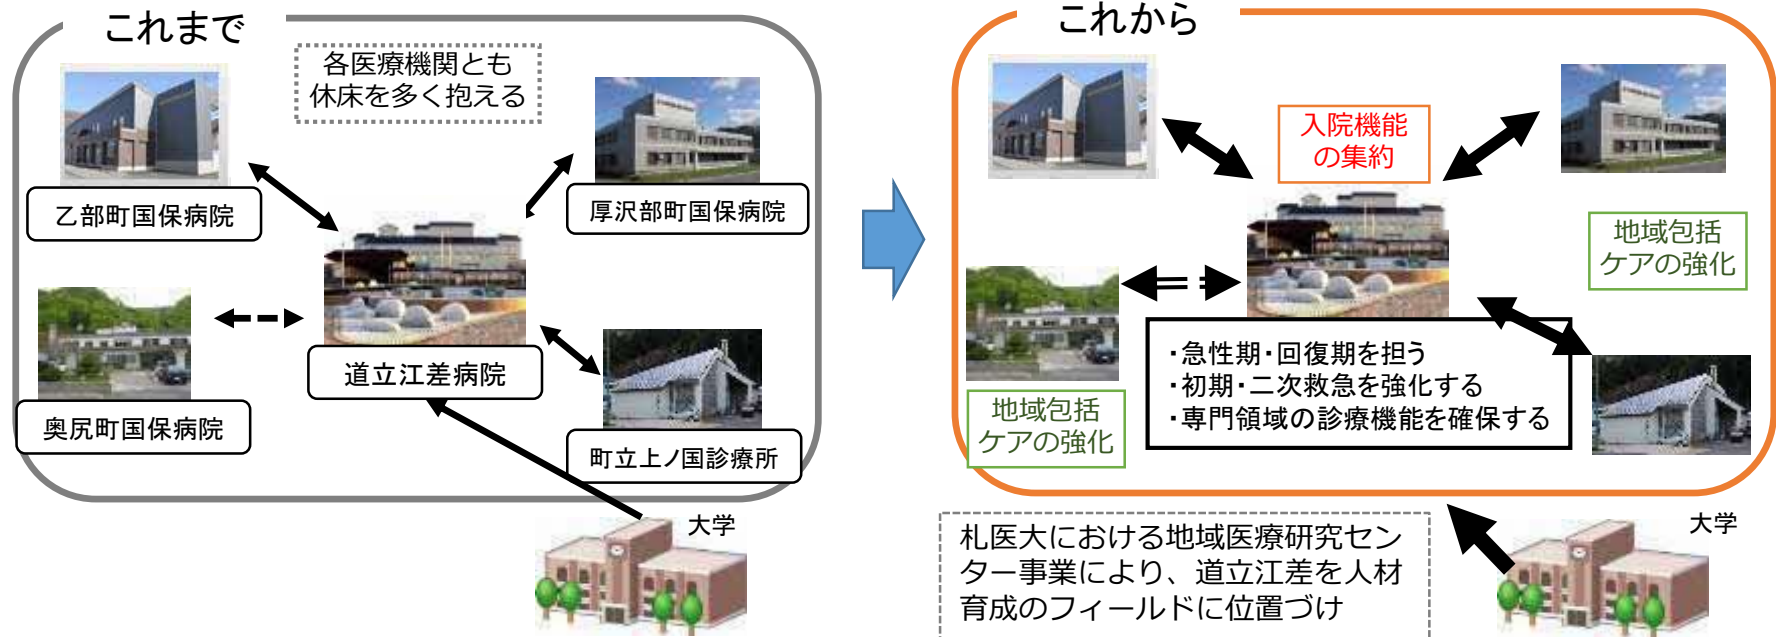 これまで
各医療機関とも
休床を多く抱える
乙部町国保病院
厚沢部町国保病院
道立江差病院
奥尻町国保病院
町立上ノ国診療所
大学
これから
入院機能
の集約
地域包括
ケアの強化
・急性期・回復期を担う
・初期・二次救急を強化する
・専門領域の診療機能を確保する
地域包括
ケアの強化
札医大における地域医療研究セン
ター事業により、道立江差を人材
育成のフィールドに位置づけ
大学